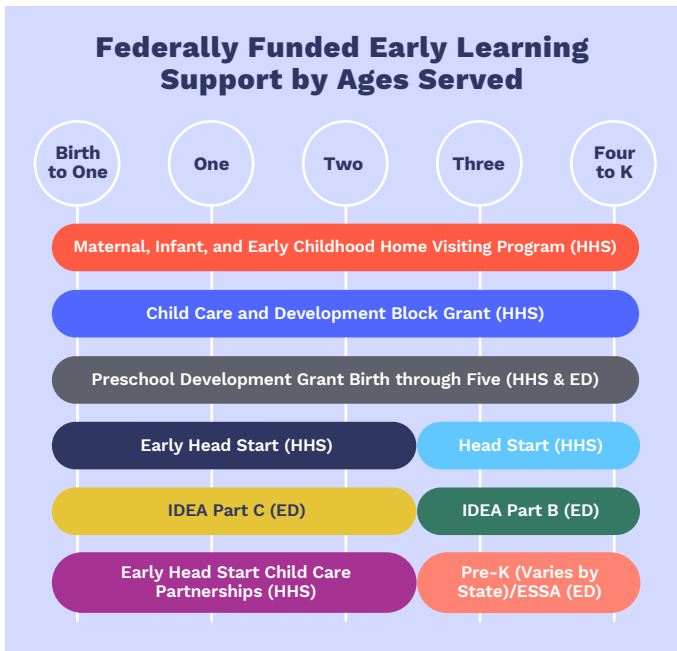 Federally Funded Early Learning
Support by Ages Served
Birth
to One
One
Two
Three
Four
to K
Maternal, Infant, and Early Childhood Home Visiting Program (HHS)
Child Care and Development Block Grant (HHS)
Preschool Development Grant Birth through Five (HHS & ED)
Early Head Start (HHS)
Head Start (HHS)
IDEA Part C (ED)
IDEA Part B (ED)
Early Head Start Child Care
Partnerships (HHS)
Pre-K (Varies by
State)/ESSA (ED)